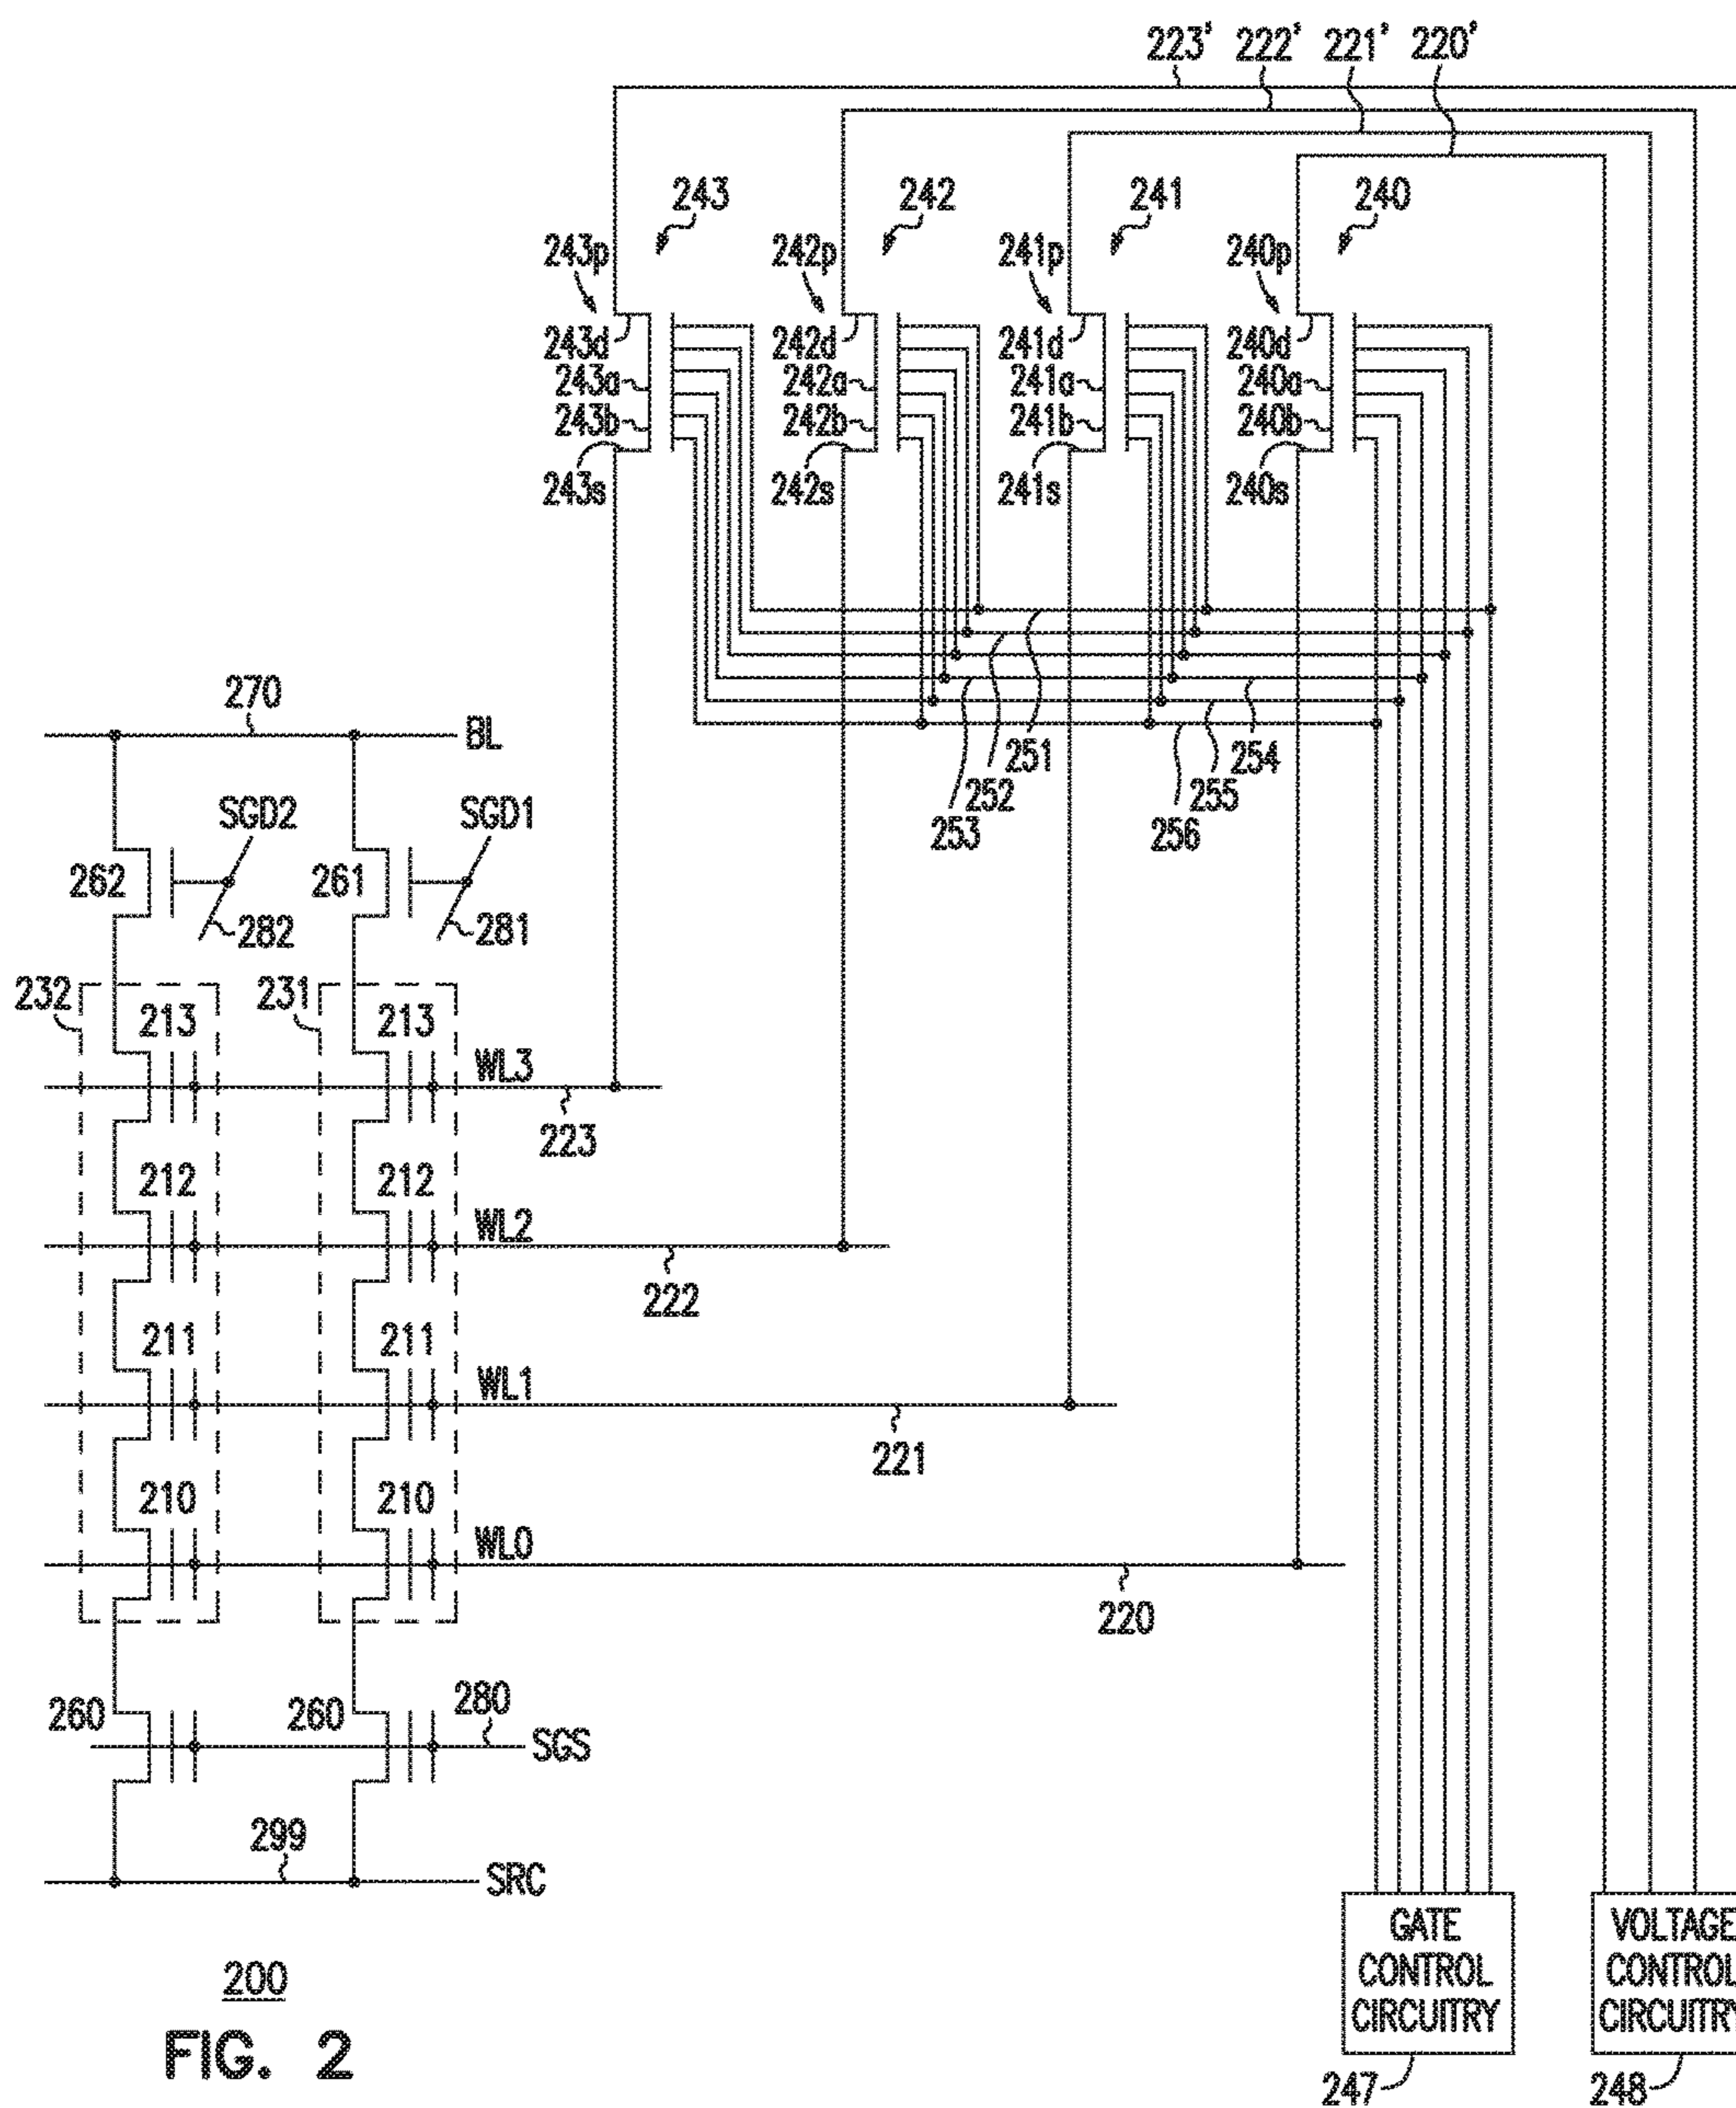 223' 222' 221' 220'
243 242 241 240
243p 242p 241p 240p
243d 242d 241d 240d
243a 242a 241a 240a
243b 242b 241b 240b
243s 242s 241s 240s
270
BL
251
254
252
255
253
256
SGD2 SGD1
262 261
282 281
232 231
213 213
WL3
223
212 212
WL2
222
211 211
WL1
221
210 210
WL0
220
260 260
280
SGS
299
SRC
GATE
CONTROL
CIRCUITRY
247
VOLTAGE
CONTROL
CIRCUITRY
248
200
FIG. 2